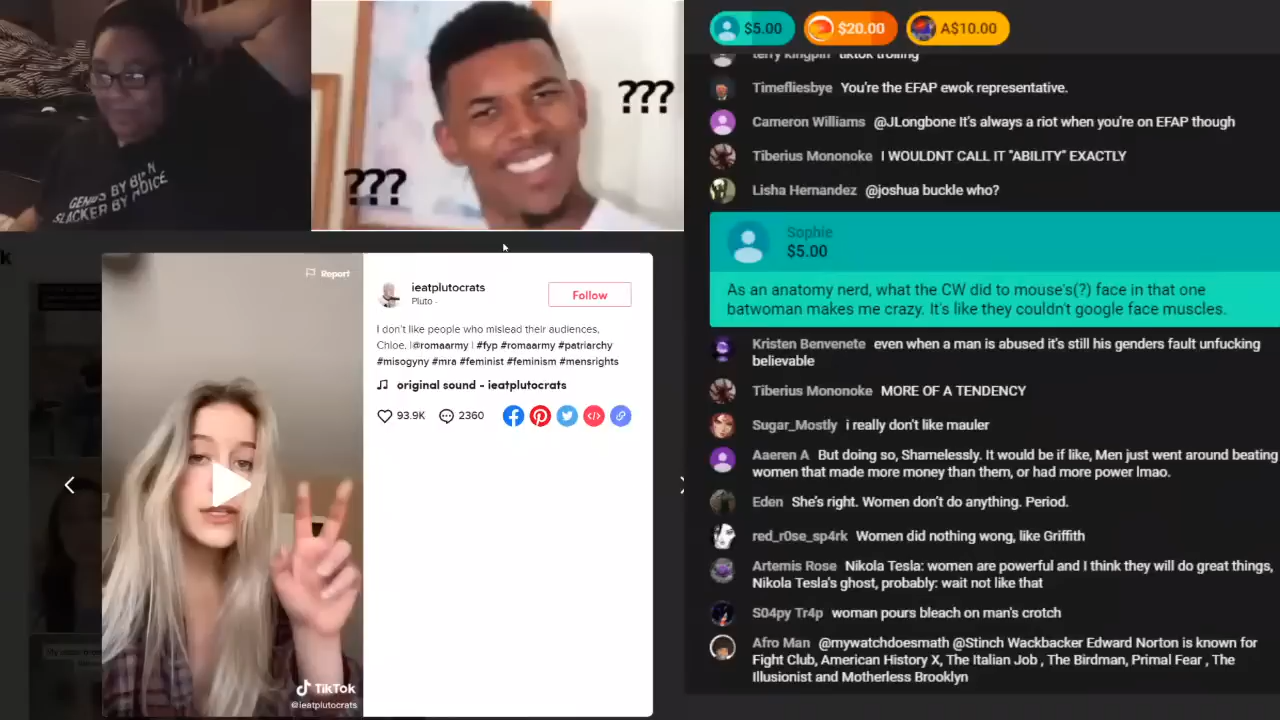 GENIUS BY BIRTH
SLACKER BY CHOICE
???
???
k
Report
TikTok
@ieatplutocrats
ieatplutocrats
Pluto ·
Follow
I don't like people who mislead their audiences,
Chloe. |@romaarmy | #fyp #romaarmy #patriarchy
#misogyny #mra #feminist #feminism #mensrights
original sound - ieatplutocrats
93.9K 2360
$5.00 $20.00 A$10.00
terry kingpin tiktok trolling
Timefliesbye You're the EFAP ewok representative.
Cameron Williams @JLongbone It's always a riot when you're on EFAP though
Tiberius Mononoke I WOULDNT CALL IT "ABILITY" EXACTLY
Lisha Hernandez @joshua buckle who?
Sophie
$5.00
As an anatomy nerd, what the CW did to mouse's(?) face in that one
batwoman makes me crazy. It's like they couldn't google face muscles.
Kristen Benvenete even when a man is abused it's still his genders fault unfucking
believable
Tiberius Mononoke MORE OF A TENDENCY
Sugar_Mostly i really don't like mauler
Aaeren A But doing so, Shamelessly. It would be if like, Men just went around beating
women that made more money than them, or had more power lmao.
Eden She's right. Women don't do anything. Period.
red_r0se_sp4rk Women did nothing wrong, like Griffith
Artemis Rose Nikola Tesla: women are powerful and I think they will do great things,
Nikola Tesla's ghost, probably: wait not like that
S04py Tr4p woman pours bleach on man's crotch
Afro Man @mywatchdoesmath @Stinch Wackbacker Edward Norton is known for
Fight Club, American History X, The Italian Job , The Birdman, Primal Fear , The
Illusionist and Motherless Brooklyn